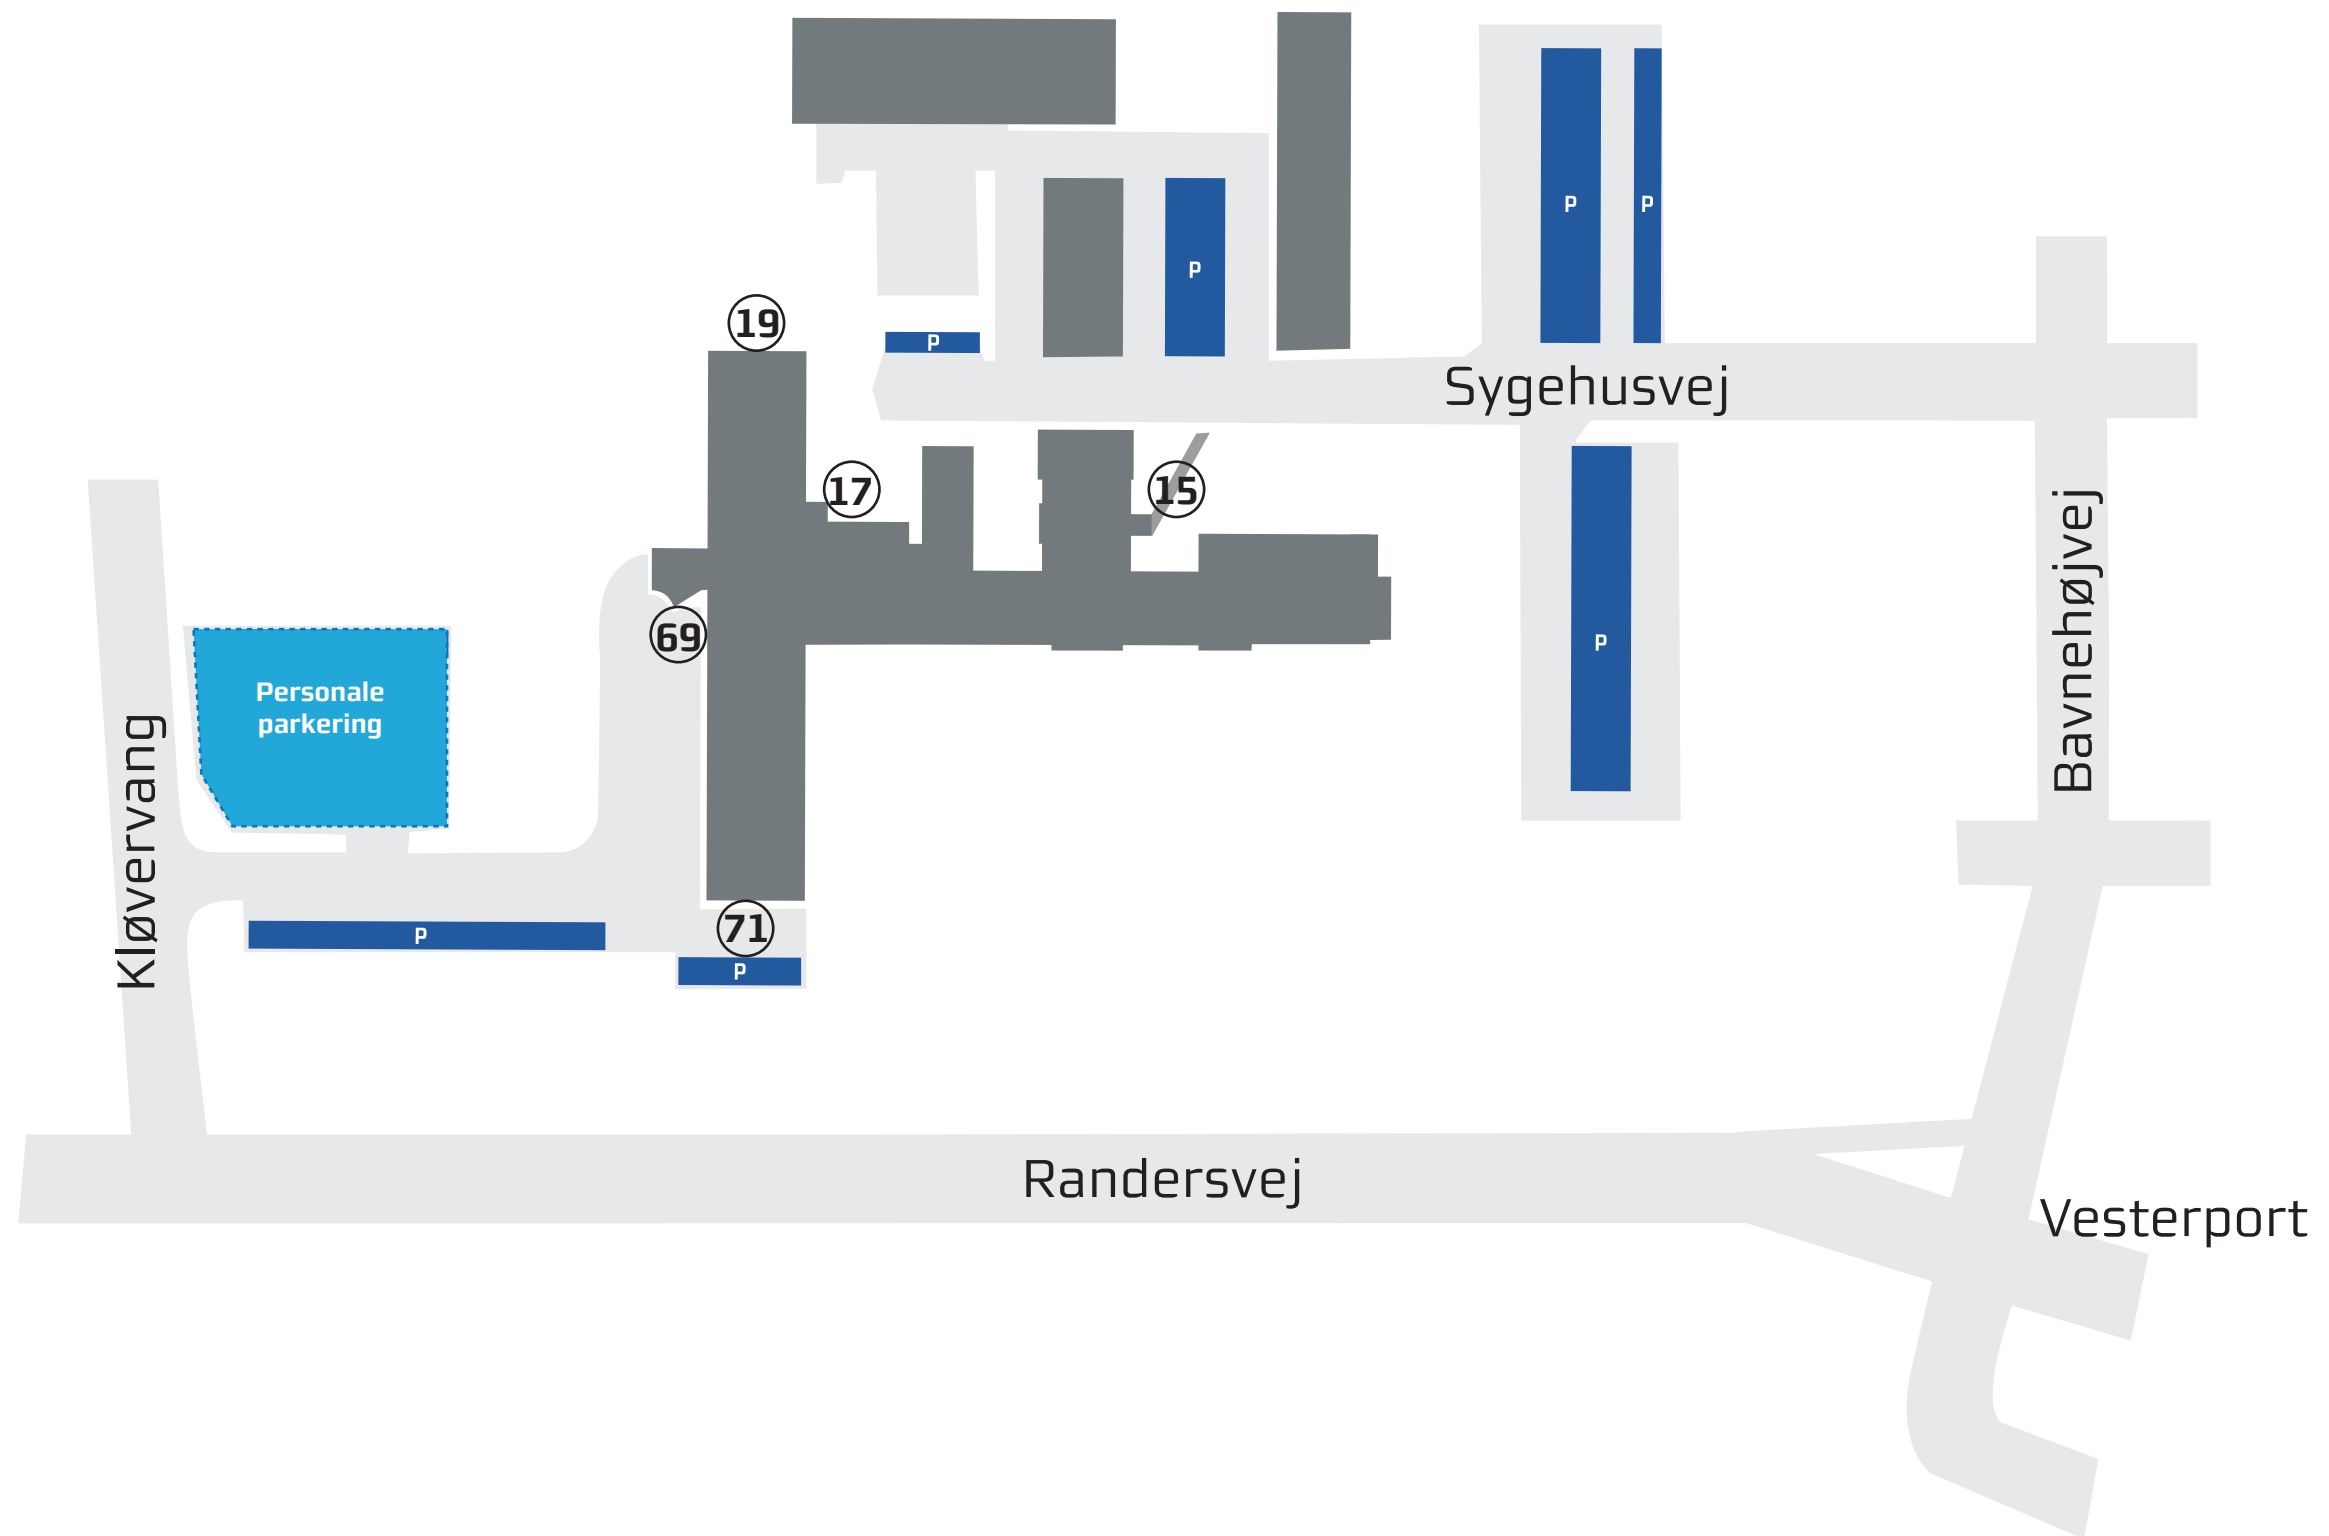 P
P
P
19
P
Sygehusvej
17
15
Bavnehøjvej
69
P
Personale
parkering
Kløvervang
71
P
P
Randersvej
Vesterport